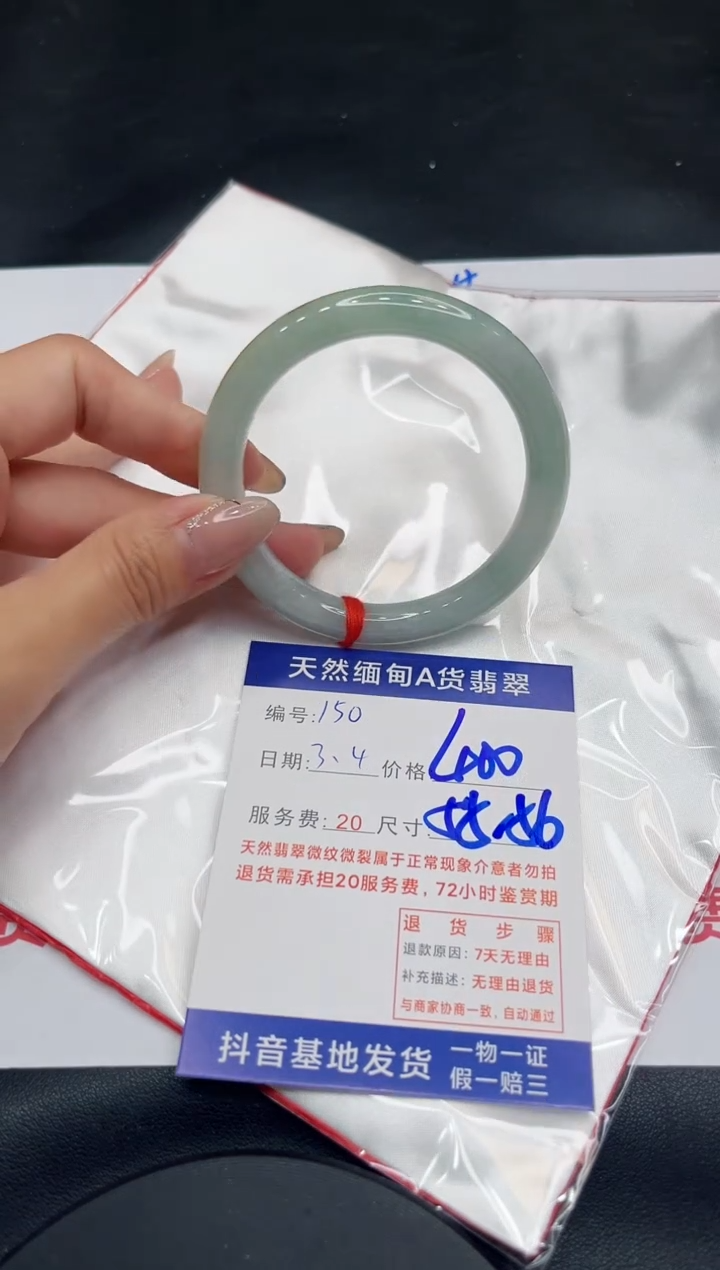 天然缅甸A货翡翠
编号:150
日期:3.4 价格
服务费:20 尺寸:
天然翡翠微纹微裂属于正常现象介意者勿拍
退货需承担20服务费，72小时鉴赏期
退货步骤
退款原因：7天无理由
补充描述：无理由退货
与商家协商一致，自动通过
抖音基地发货 一物一证
假一赔三
费